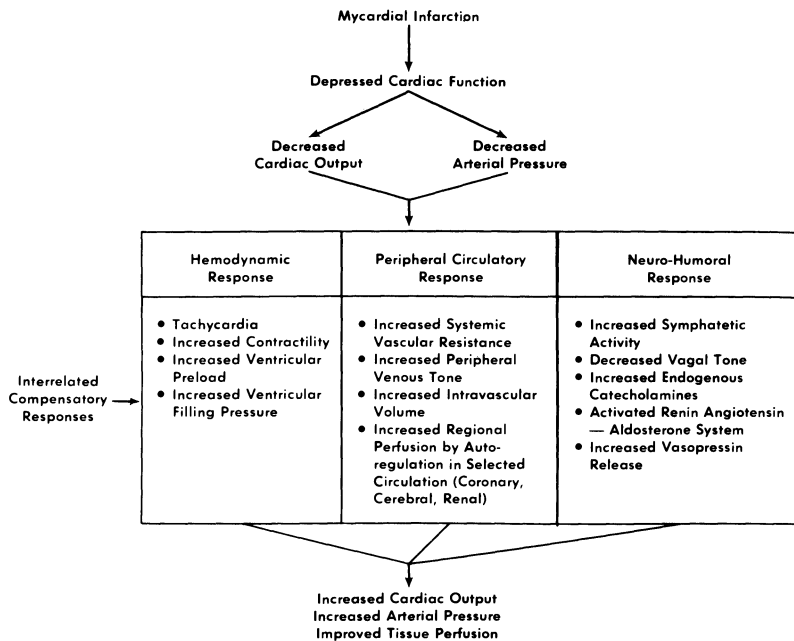 Mycardial Infarction
Depressed Cardiac Function
Decreased
Cardiac Output
Decreased
Arterial Pressure
Hemodynamic
Response
Peripheral Circulatory
Response
Neuro-Humoral
Response
Interrelated
Compensatory
Responses
• Tachycardia
• Increased Contractility
• Increased Ventricular
Preload
• Increased Ventricular
Filling Pressure
• Increased Systemic
Vascular Resistance
• Increased Peripheral
Venous Tone
• Increased Intravascular
Volume
• Increased Regional
Perfusion by Auto-
regulation in Selected
Circulation (Coronary,
Cerebral, Renal)
• Increased Symphatetic
Activity
• Decreased Vagal Tone
• Increased Endogenous
Catecholamines
• Activated Renin Angiotensin
— Aldosterone System
• Increased Vasopressin
Release
Increased Cardiac Output
Increased Arterial Pressure
Improved Tissue Perfusion